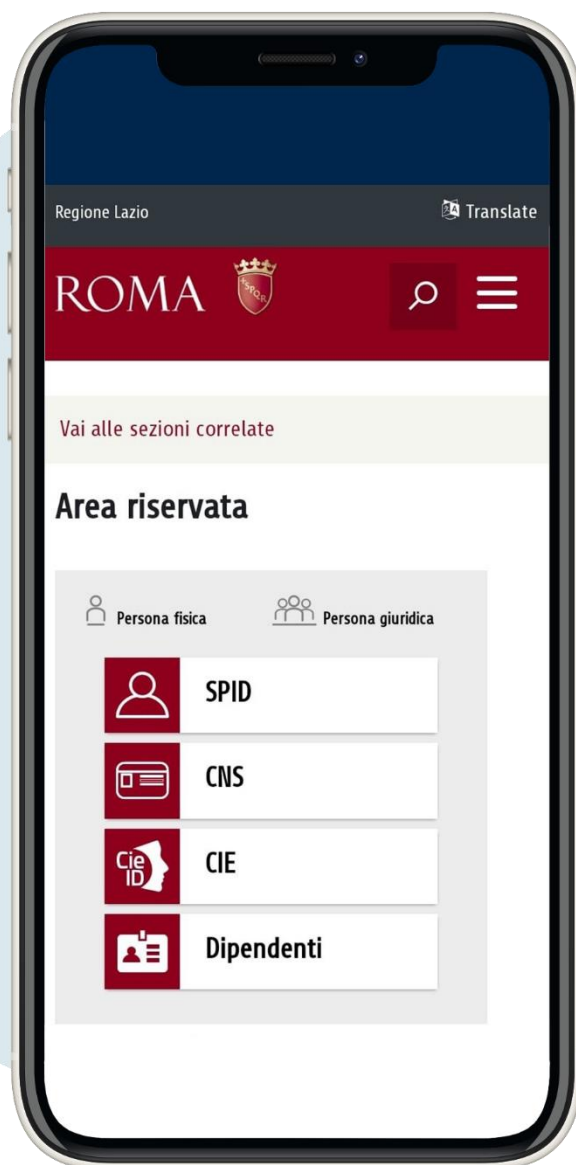 Regione Lazio
Translate
ROMA
SPQR
Vai alle sezioni correlate
Area riservata
Persona fisica
Persona giuridica
SPID
CNS
Cie
ID
CIE
Dipendenti